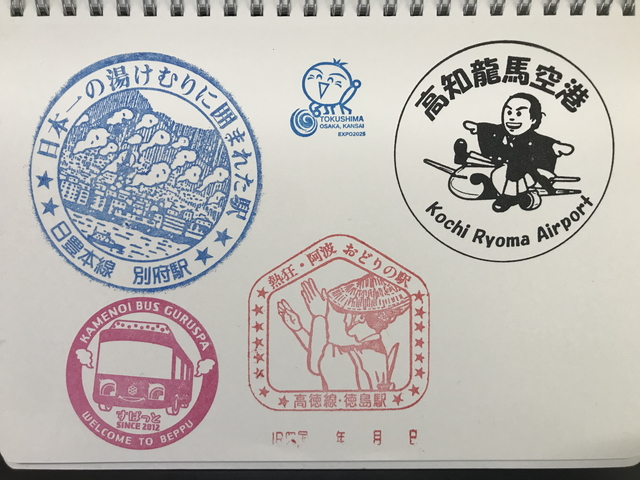 日本一の湯けむりに囲まれた駅
日豊本線 別府駅
TOKUSHIMA
OSAKA, KANSAI
EXPO2025
高知龍馬空港
Kochi Ryoma Airport
KAMENOI BUS GURUSPA
すぱっと
SINCE 2012
WELCOME TO BEPPU
熱狂・阿波 おどりの駅
高徳線・徳島駅
年 月 日